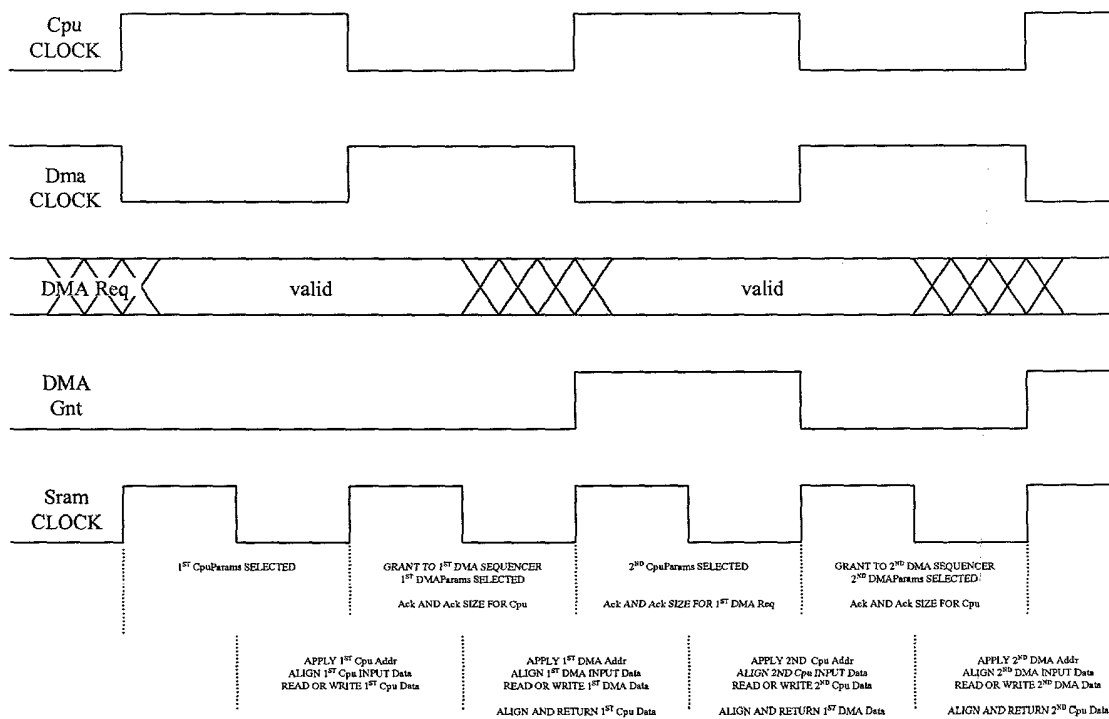 Cpu
CLOCK
Dma
CLOCK
DMA Req
valid
valid
DMA
Gnt
Sram
CLOCK
1ST CpuParams SELECTED
GRANT TO 1ST DMA SEQUENCER
1ST DMAParams SELECTED
Ack AND Ack SIZE FOR Cpu
2ND CpuParams SELECTED
Ack AND Ack SIZE FOR 1ST DMA Req
GRANT TO 2ND DMA SEQUENCER
2ND DMAParams SELECTED
Ack AND Ack SIZE FOR Cpu
APPLY 1ST Cpu Addr
ALIGN 1ST Cpu INPUT Data
READ OR WRITE 1ST Cpu Data
APPLY 1ST DMA Addr
ALIGN 1ST DMA INPUT Data
READ OR WRITE 1ST DMA Data
ALIGN AND RETURN 1ST Cpu Data
APPLY 2ND Cpu Addr
ALIGN 2ND Cpu INPUT Data
READ OR WRITE 2ND Cpu Data
ALIGN AND RETURN 1ST DMA Data
APPLY 2ND DMA Addr
ALIGN 2ND DMA INPUT Data
READ OR WRITE 2ND DMA Data
ALIGN AND RETURN 2ND Cpu Data